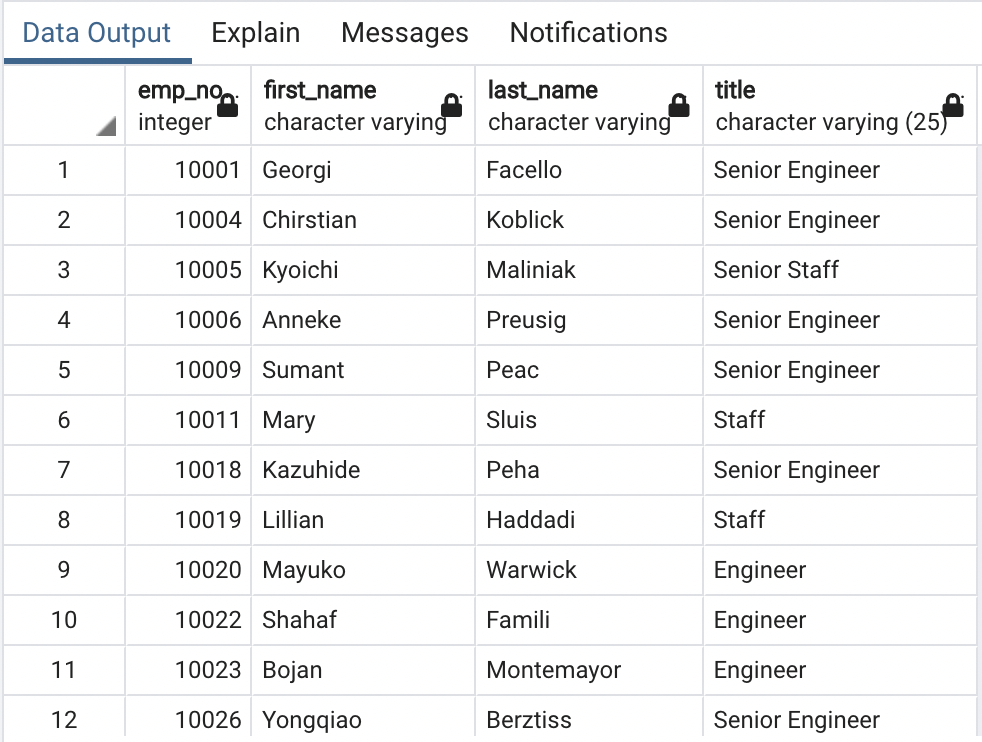 Data Output Explain Messages Notifications
emp_no first_name last_name title
integer character varying character varying character varying (25)
1 10001 Georgi Facello Senior Engineer
2 10004 Chirstian Koblick Senior Engineer
3 10005 Kyoichi Maliniak Senior Staff
4 10006 Anneke Preusig Senior Engineer
5 10009 Sumant Peac Senior Engineer
6 10011 Mary Sluis Staff
7 10018 Kazuhide Peha Senior Engineer
8 10019 Lillian Haddadi Staff
9 10020 Mayuko Warwick Engineer
10 10022 Shahaf Famili Engineer
11 10023 Bojan Montemayor Engineer
12 10026 Yongqiao Berztiss Senior Engineer